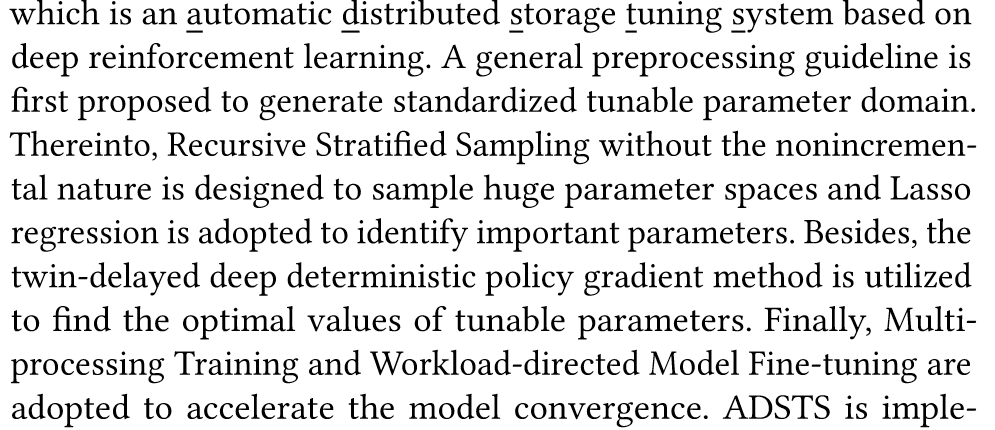 which is an automatic distributed storage tuning system based on
deep reinforcement learning. A general preprocessing guideline is
first proposed to generate standardized tunable parameter domain.
Thereinto, Recursive Stratified Sampling without the nonincremen-
tal nature is designed to sample huge parameter spaces and Lasso
regression is adopted to identify important parameters. Besides, the
twin-delayed deep deterministic policy gradient method is utilized
to find the optimal values of tunable parameters. Finally, Multi-
processing Training and Workload-directed Model Fine-tuning are
adopted to accelerate the model convergence. ADSTS is imple-